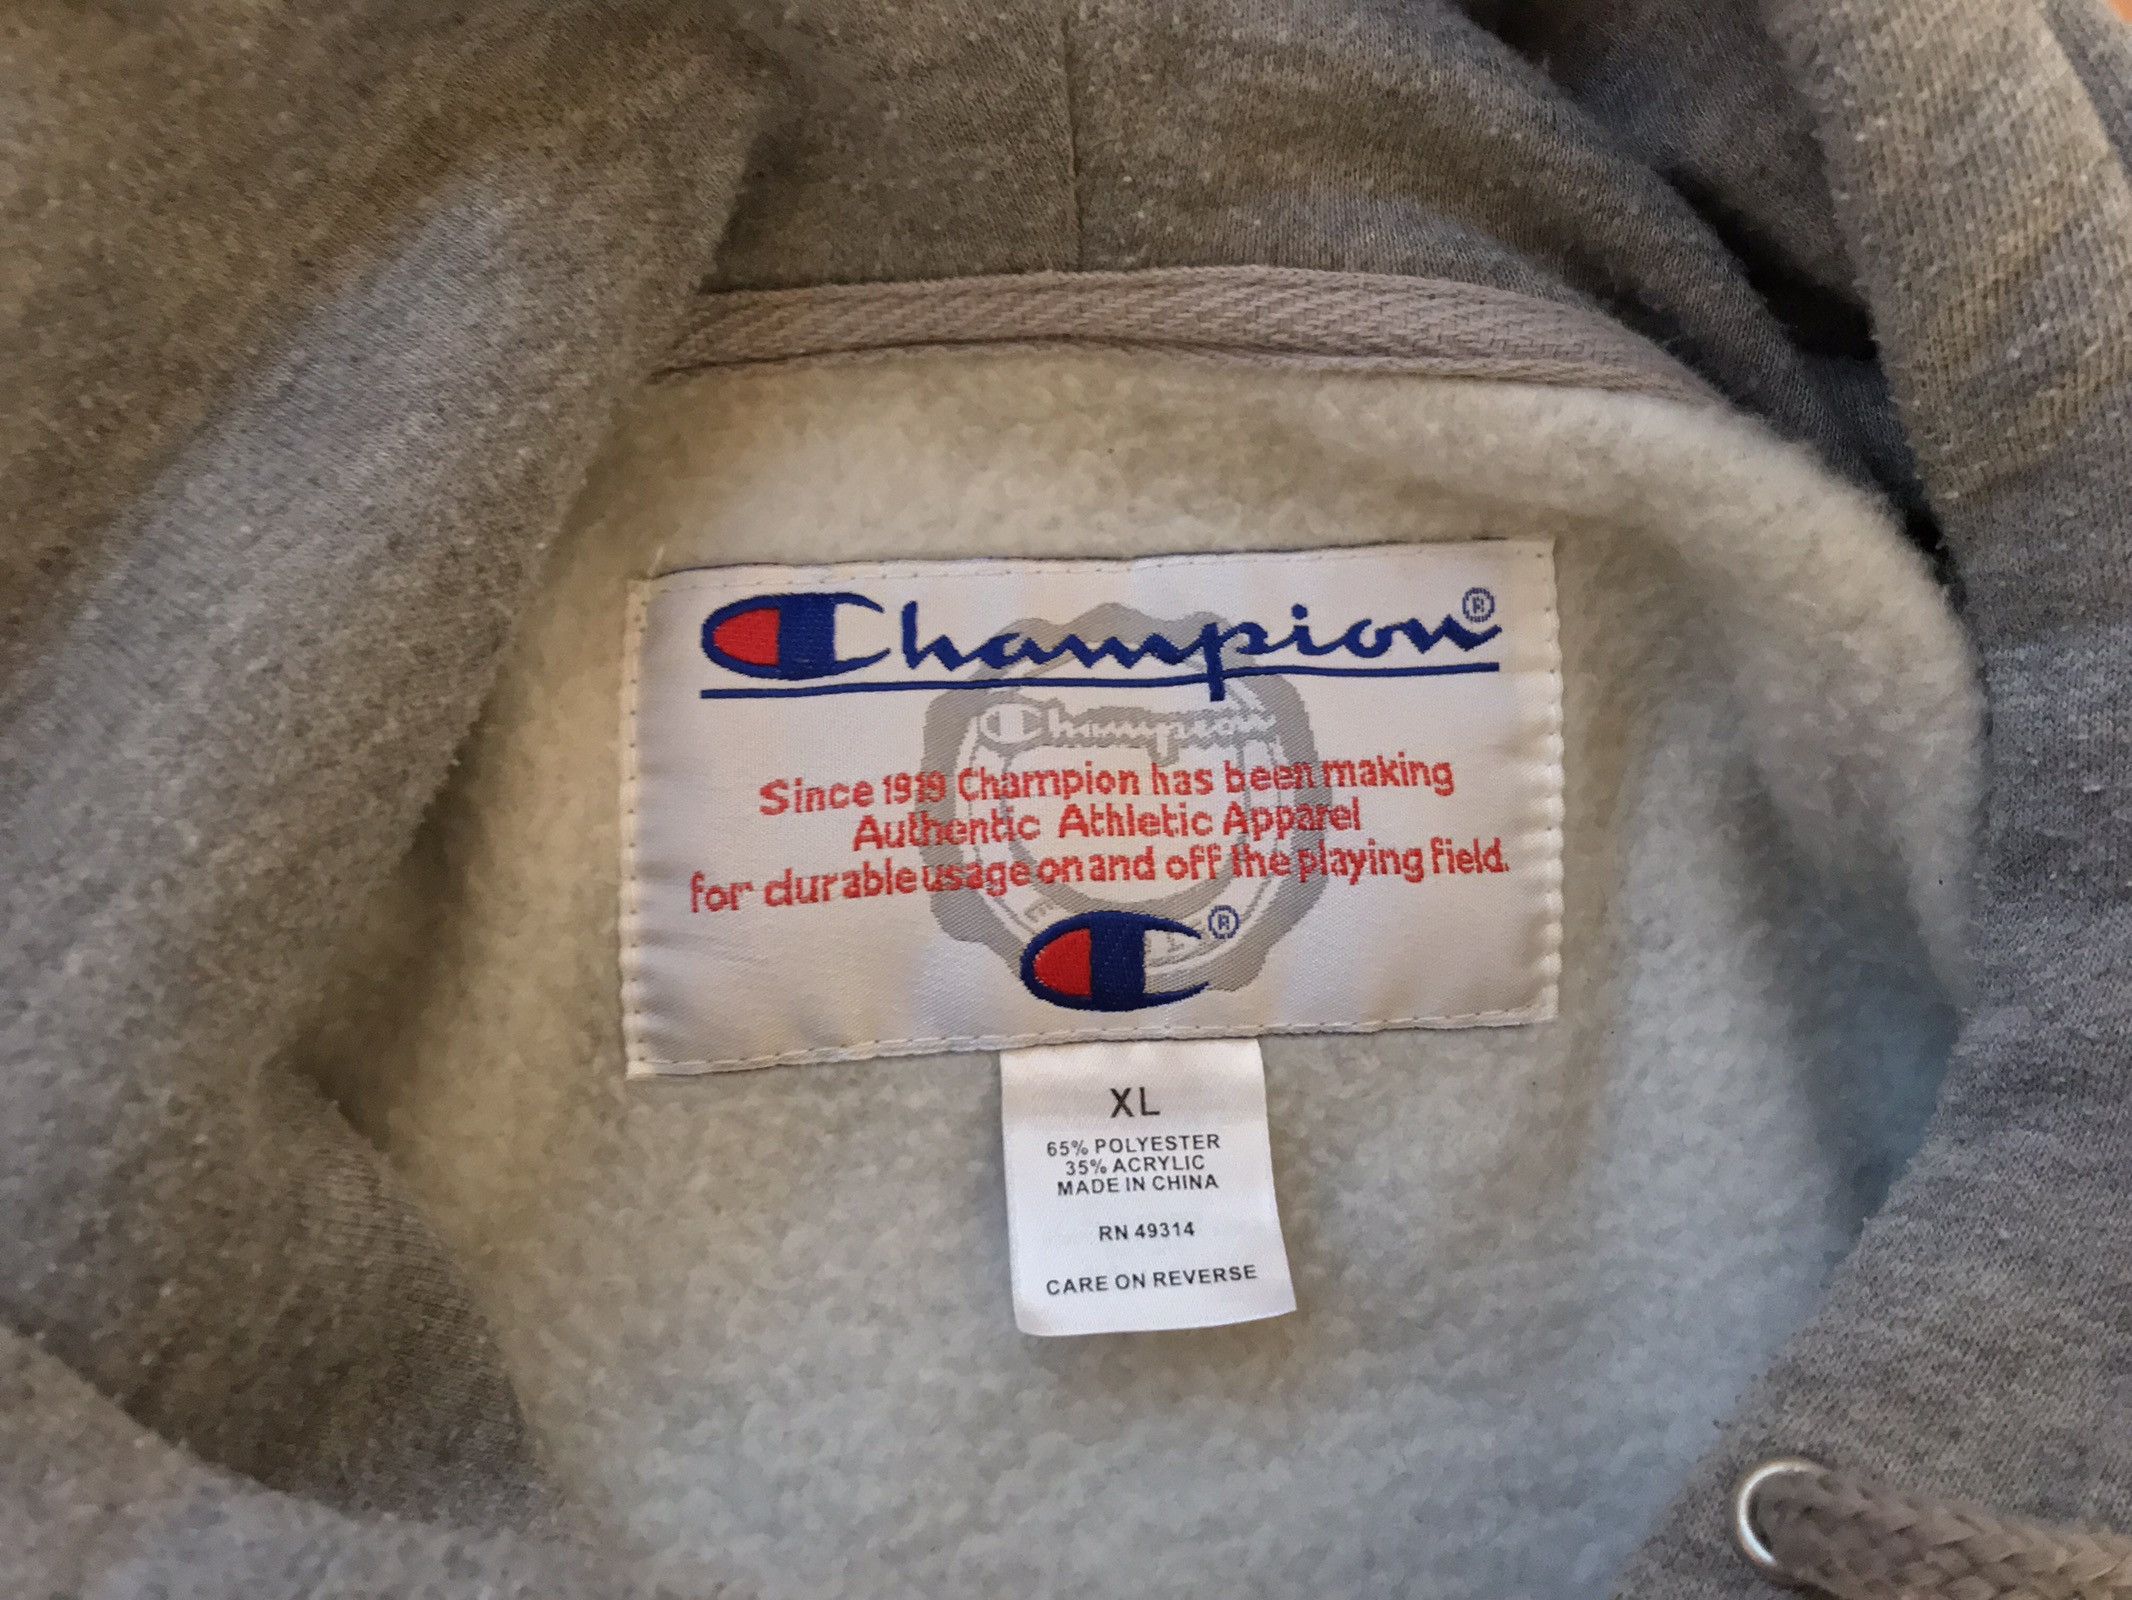 Champion®
Champion
Since 1919 Champion has been making
Authentic Athletic Apparel
for durable usage on and off the playing field.
®
XL
65% POLYESTER
35% ACRYLIC
MADE IN CHINA
RN 49314
CARE ON REVERSE